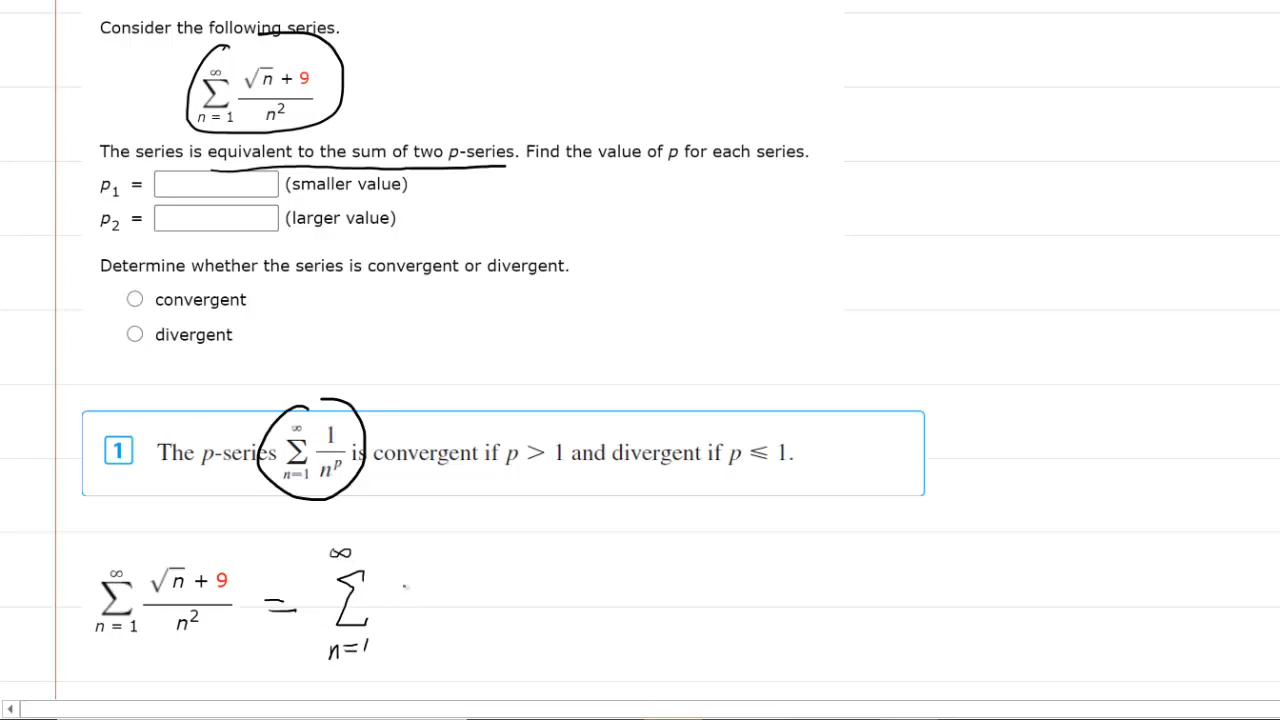 Consider the following series.
∞ Σ n = 1 √n + 9 / n²
The series is equivalent to the sum of two p-series. Find the value of p for each series.
p₁ = (smaller value)
p₂ = (larger value)
Determine whether the series is convergent or divergent.
convergent
divergent
1 The p-series ∞ Σ n=1 1 / nᵖ is convergent if p > 1 and divergent if p ⩽ 1.
∞ Σ n = 1 √n + 9 / n² = ∞ Σ n=1